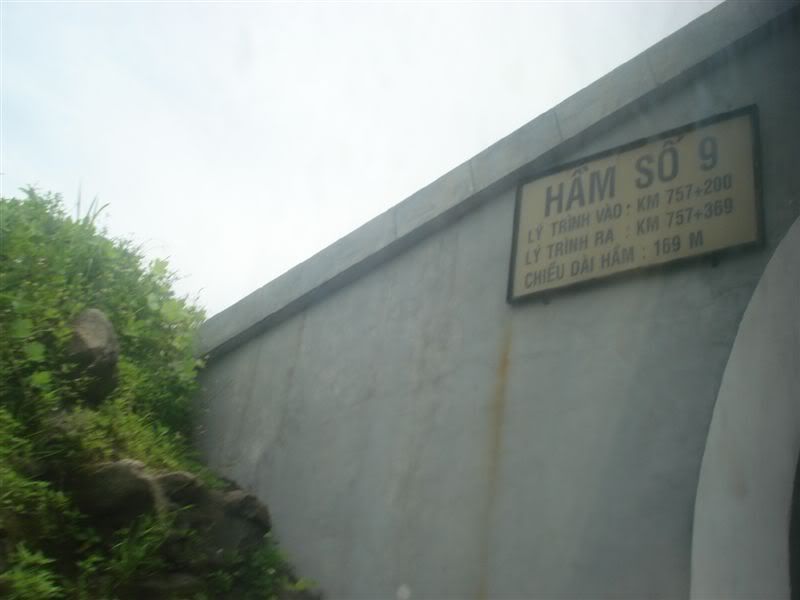 HẦM SỐ 9
LÝ TRÌNH VÀO : KM 757+200
LÝ TRÌNH RA : KM 757+369
CHIỀU DÀI HẦM : 169 M